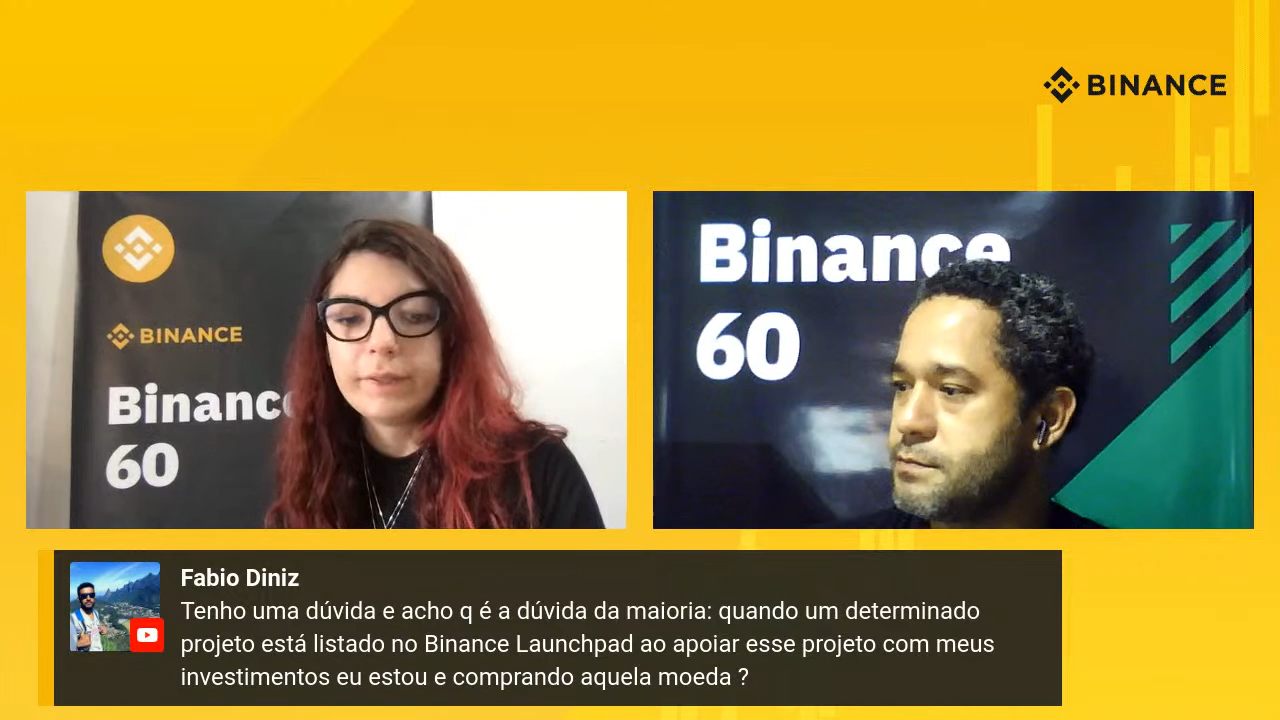 BINANCE
BINANCE
Binanc
60
Binance
60
Fabio Diniz
Tenho uma dúvida e acho q é a dúvida da maioria: quando um determinado
projeto está listado no Binance Launchpad ao apoiar esse projeto com meus
investimentos eu estou e comprando aquela moeda ?